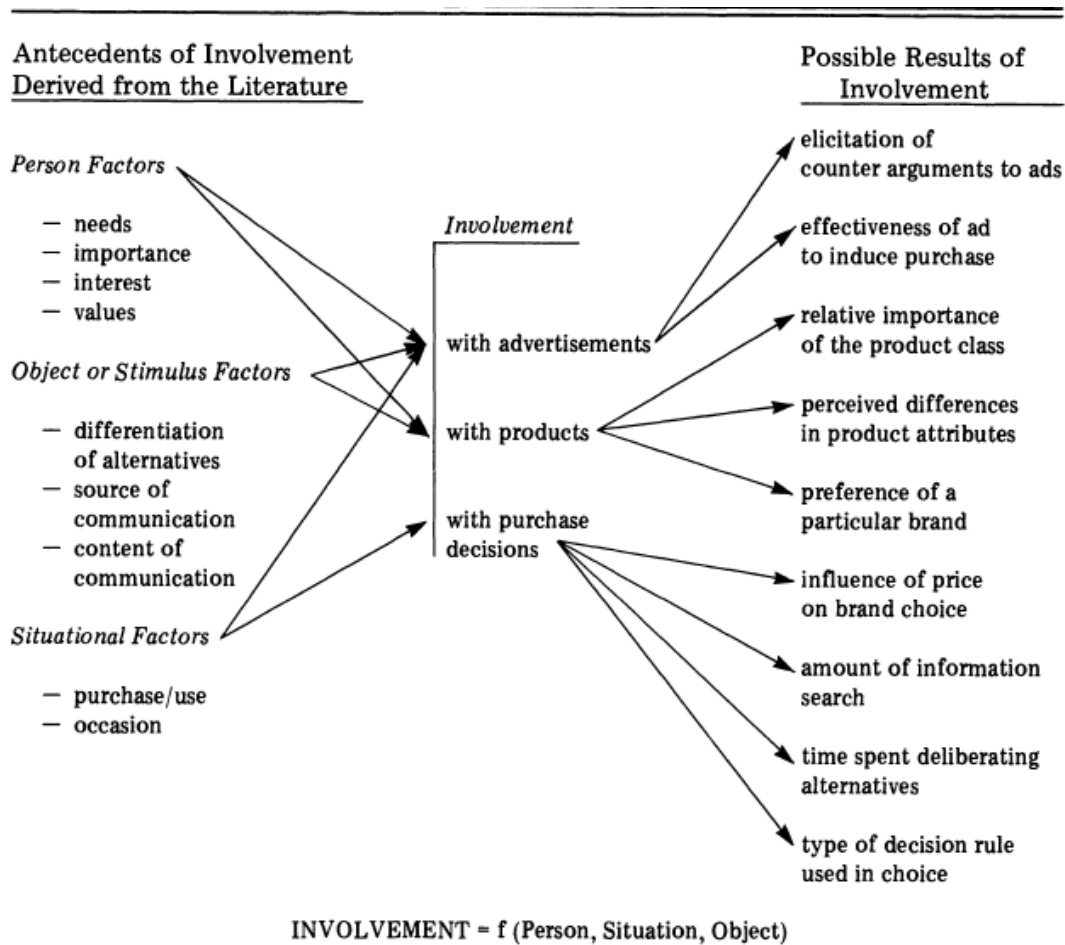 Antecedents of Involvement
Derived from the Literature
Person Factors
— needs
— importance
— interest
— values
Object or Stimulus Factors
— differentiation
of alternatives
— source of
communication
— content of
communication
Situational Factors
— purchase/use
— occasion
Involvement
with advertisements
with products
with purchase
decisions
Possible Results of
Involvement
elicitation of
counter arguments to ads
effectiveness of ad
to induce purchase
relative importance
of the product class
perceived differences
in product attributes
preference of a
particular brand
influence of price
on brand choice
amount of information
search
time spent deliberating
alternatives
type of decision rule
used in choice
INVOLVEMENT = f (Person, Situation, Object)